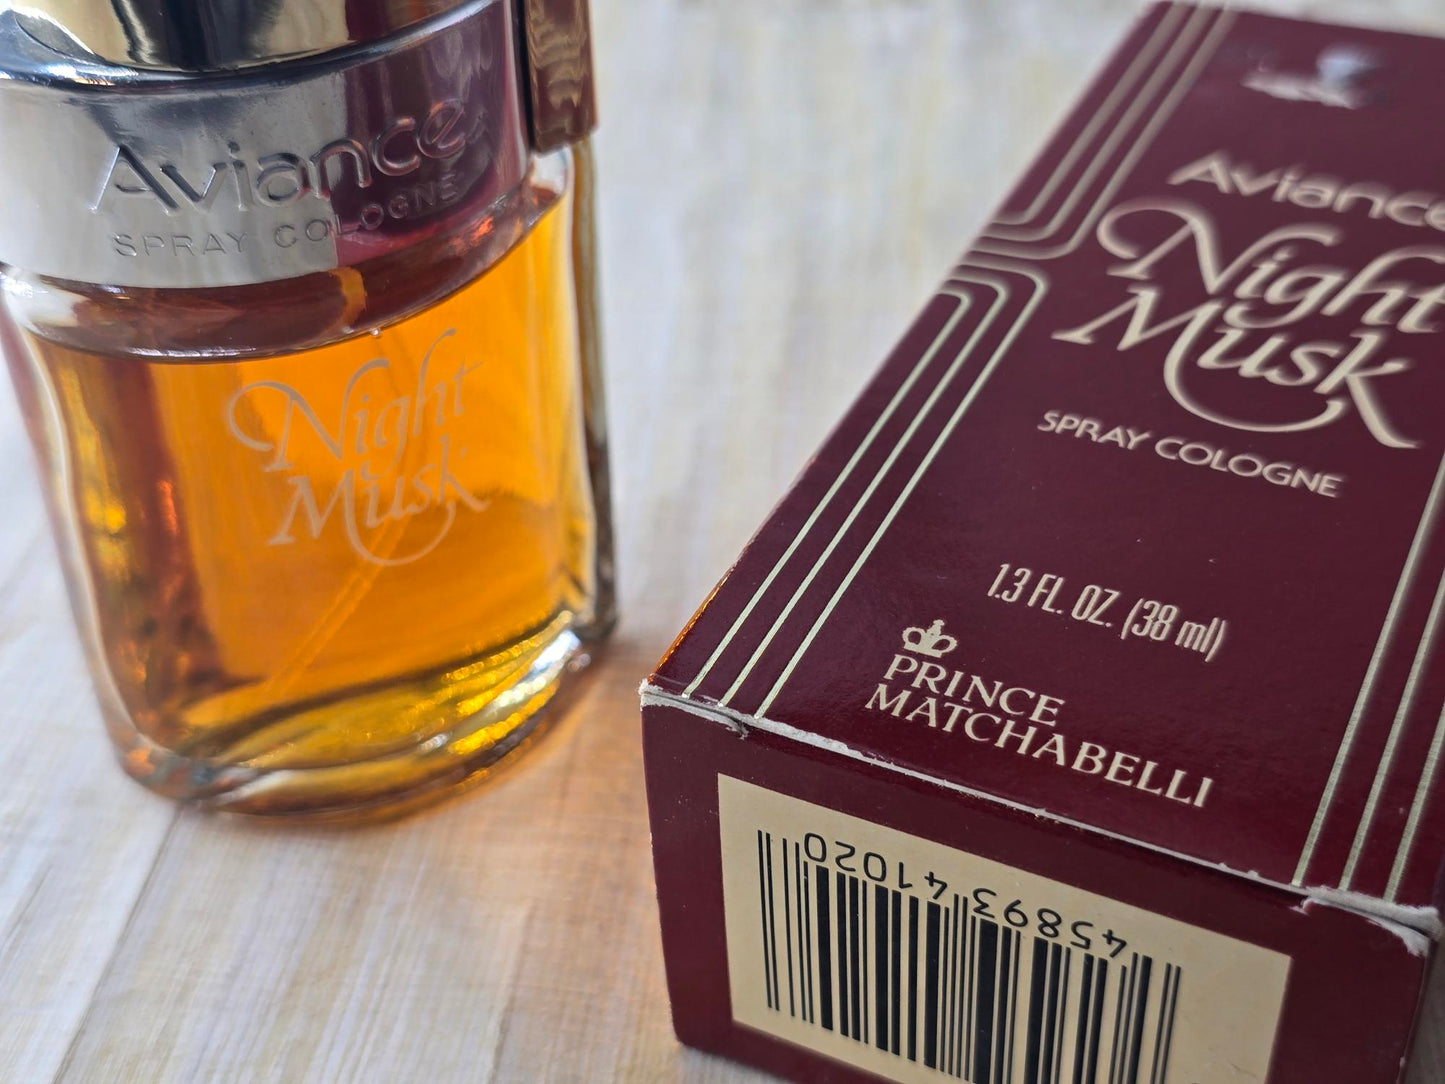 Aviance
SPRAY COLOGNE
Night
Musk
Aviance
Night
Musk
SPRAY COLOGNE
1.3 FL. OZ. (38 ml)
PRINCE
MATCHABELLI
45893 41020